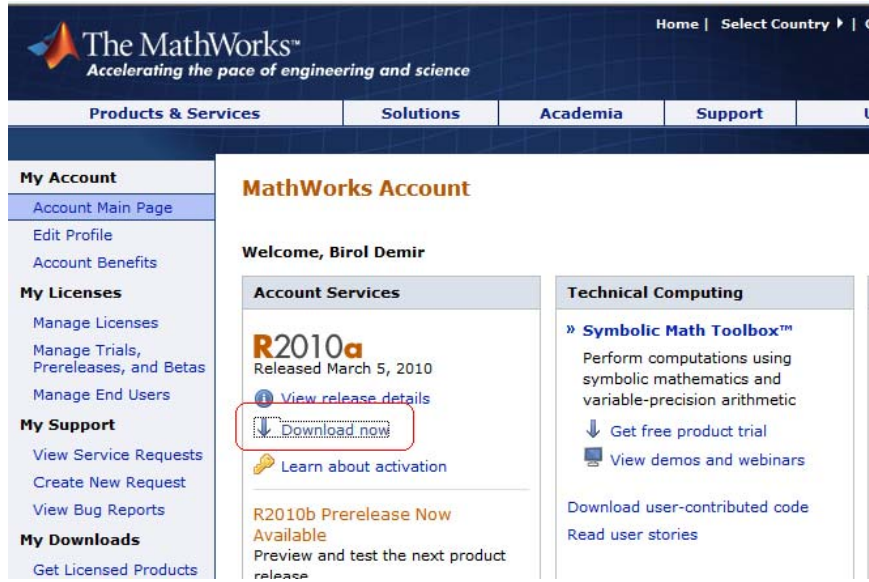 The MathWorks™
Accelerating the pace of engineering and science
Home | Select Country |
Products & Services
Solutions
Academia
Support
My Account
Account Main Page
Edit Profile
Account Benefits
My Licenses
Manage Licenses
Manage Trials,
Prereleases, and Betas
Manage End Users
My Support
View Service Requests
Create New Request
View Bug Reports
My Downloads
Get Licensed Products
MathWorks Account
Welcome, Birol Demir
Account Services
R2010a
Released March 5, 2010
View release details
Download now
Learn about activation
R2010b Prerelease Now
Available
Preview and test the next product
release
Technical Computing
» Symbolic Math Toolbox™
Perform computations using
symbolic mathematics and
variable-precision arithmetic
Get free product trial
View demos and webinars
Download user-contributed code
Read user stories